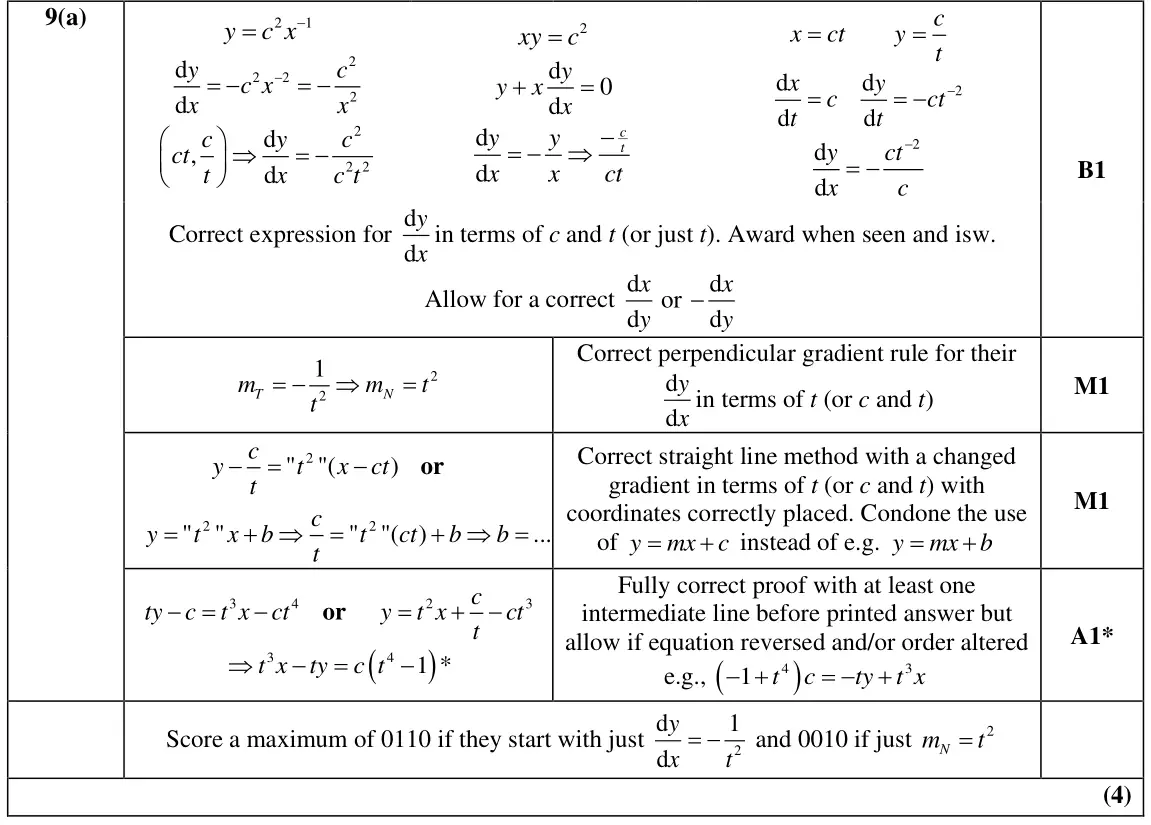 9(a)
y = c²x⁻¹
dy/dx = −c²x⁻² = −c²/x²
(ct, c/t) ⇒ dy/dx = −c²/c²t²
xy = c²
y + x dy/dx = 0
dy/dx = −y/x ⇒ (−c/t)/ct
x = ct y = c/t
dx/dt = c dy/dt = −ct⁻²
dy/dx = −ct⁻²/c
Correct expression for dy/dx in terms of c and t (or just t). Award when seen and isw.
Allow for a correct dx/dy or −dx/dy
B1
m_T = −1/t² ⇒ m_N = t²
Correct perpendicular gradient rule for their
dy/dx in terms of t (or c and t)
M1
y − c/t = "t²"(x − ct) or
y = "t²"x + b ⇒ c/t = "t²"(ct) + b ⇒ b = ...
Correct straight line method with a changed
gradient in terms of t (or c and t) with
coordinates correctly placed. Condone the use
of y = mx + c instead of e.g. y = mx + b
M1
ty − c = t³x − ct⁴ or y = t²x + c/t − ct³
⇒ t³x − ty = c(t⁴ − 1)*
Fully correct proof with at least one
intermediate line before printed answer but
allow if equation reversed and/or order altered
e.g., (−1 + t⁴)c = −ty + t³x
A1*
Score a maximum of 0110 if they start with just dy/dx = −1/t² and 0010 if just m_N = t²
(4)